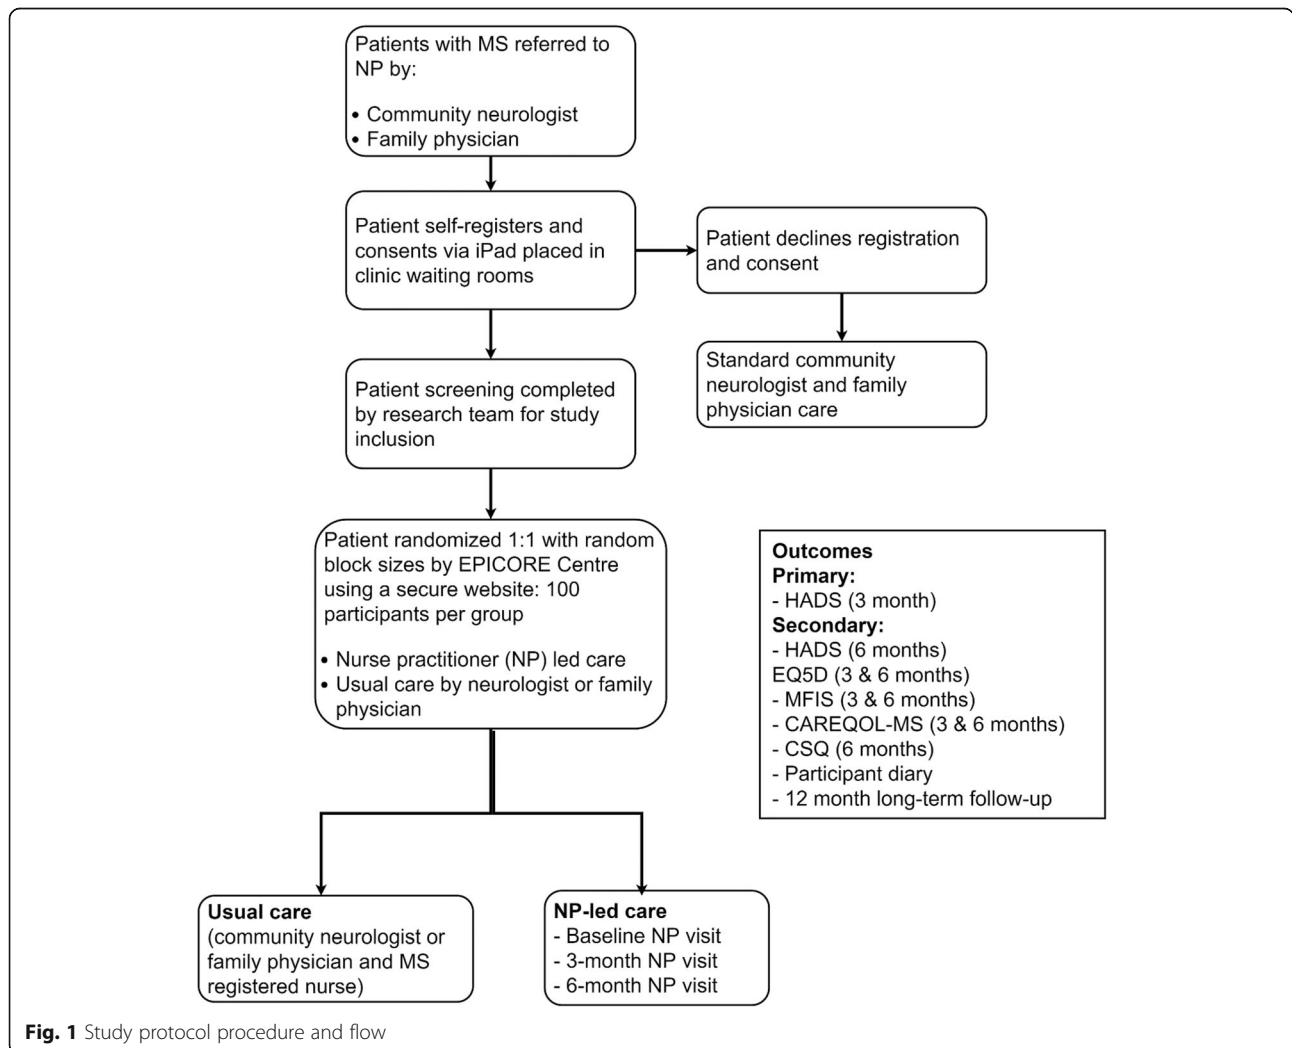 Patients with MS referred to
NP by:
• Community neurologist
• Family physician
Patient self-registers and
consents via iPad placed in
clinic waiting rooms
Patient declines registration
and consent
Standard community
neurologist and family
physician care
Patient screening completed
by research team for study
inclusion
Patient randomized 1:1 with random
block sizes by EPICORE Centre
using a secure website: 100
participants per group
• Nurse practitioner (NP) led care
• Usual care by neurologist or family
physician
Outcomes
Primary:
- HADS (3 month)
Secondary:
- HADS (6 months)
EQ5D (3 & 6 months)
- MFIS (3 & 6 months)
- CAREQOL-MS (3 & 6 months)
- CSQ (6 months)
- Participant diary
- 12 month long-term follow-up
Usual care
(community neurologist or
family physician and MS
registered nurse)
NP-led care
- Baseline NP visit
- 3-month NP visit
- 6-month NP visit
Fig. 1 Study protocol procedure and flow